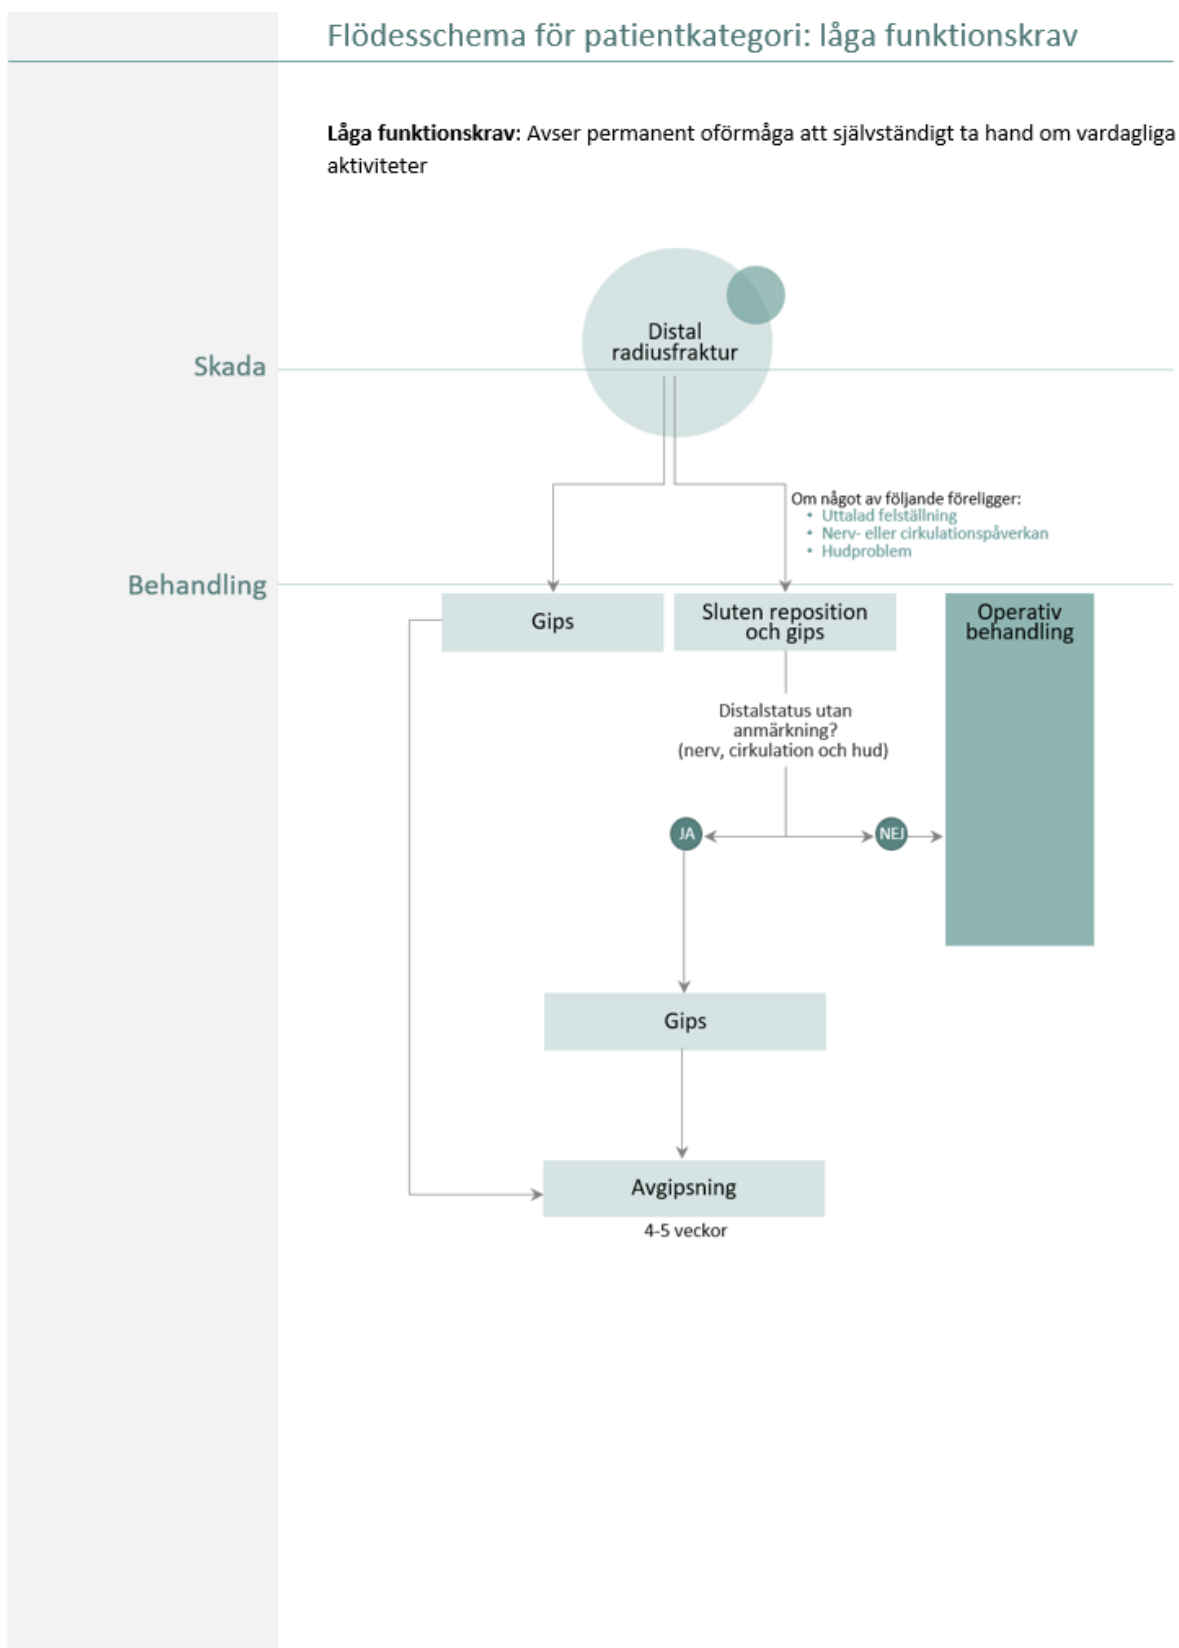 Flödesschema för patientkategori: låga funktionskrav
Låga funktionskrav: Avser permanent oförmåga att självständigt ta hand om vardagliga
aktiviteter
Distal
radiusfraktur
Skada
Om något av följande föreligger:
• Uttalad felställning
• Nerv- eller cirkulationspåverkan
• Hudproblem
Behandling
Gips
Sluten reposition
och gips
Operativ
behandling
Distalstatus utan
anmärkning?
(nerv, cirkulation och hud)
JA
NEJ
Gips
Avgipsning
4-5 veckor